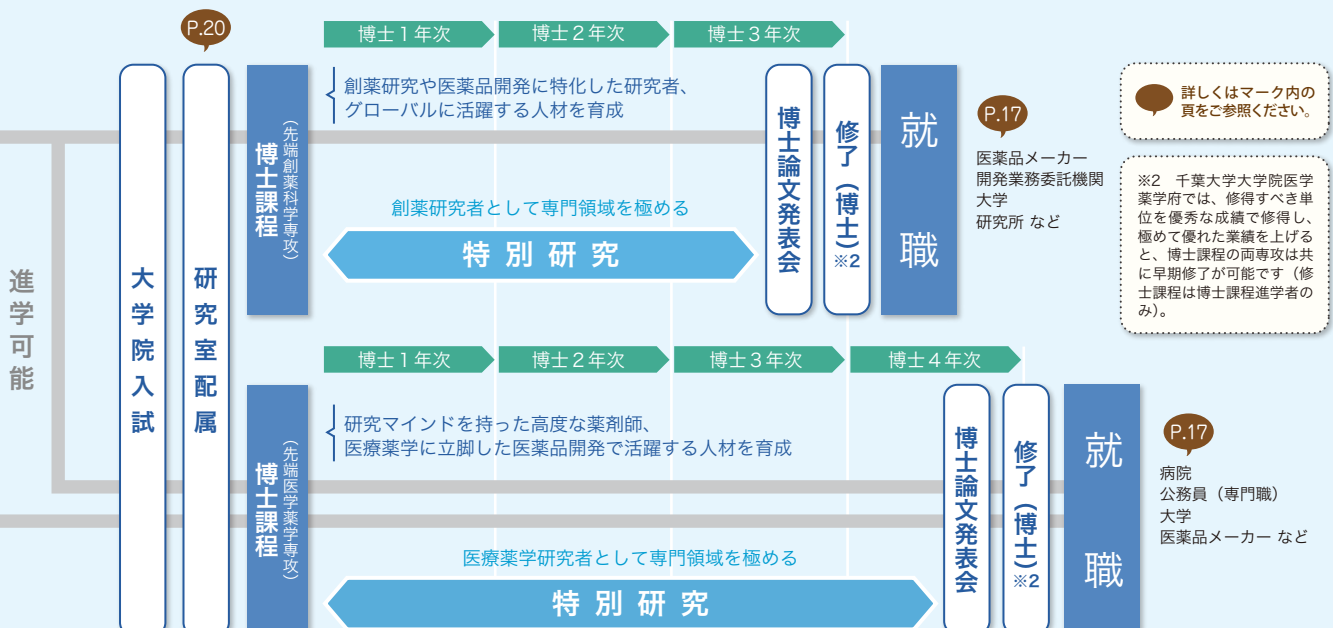 進学可能
大学院入試
P.20
研究室配属
博士課程
（先端創薬科学専攻）
博士1年次
博士2年次
博士3年次
創薬研究や医薬品開発に特化した研究者、
グローバルに活躍する人材を育成
創薬研究者として専門領域を極める
特別研究
博士論文発表会
修了（博士）※2
就職
P.17
医薬品メーカー
開発業務委託機関
大学
研究所 など
詳しくはマーク内の
頁をご参照ください。
※2　千葉大学大学院医学
薬学府では、修得すべき単
位を優秀な成績で修得し、
極めて優れた業績を上げる
と、博士課程の両専攻は共
に早期修了が可能です（修
士課程は博士課程進学者の
み）。
博士課程
（先端医学薬学専攻）
博士1年次
博士2年次
博士3年次
博士4年次
研究マインドを持った高度な薬剤師、
医療薬学に立脚した医薬品開発で活躍する人材を育成
医療薬学研究者として専門領域を極める
特別研究
博士論文発表会
修了（博士）※2
就職
P.17
病院
公務員（専門職）
大学
医薬品メーカー など